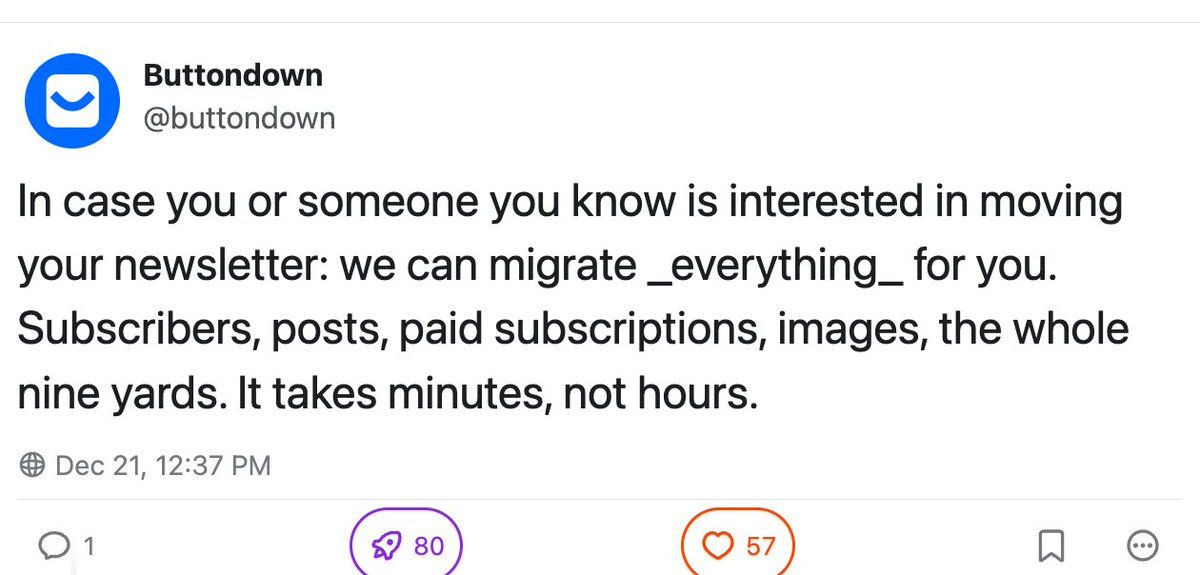 Buttondown
@buttondown
In case you or someone you know is interested in moving
your newsletter: we can migrate _everything_ for you.
Subscribers, posts, paid subscriptions, images, the whole
nine yards. It takes minutes, not hours.
Dec 21, 12:37 PM
1 80 57